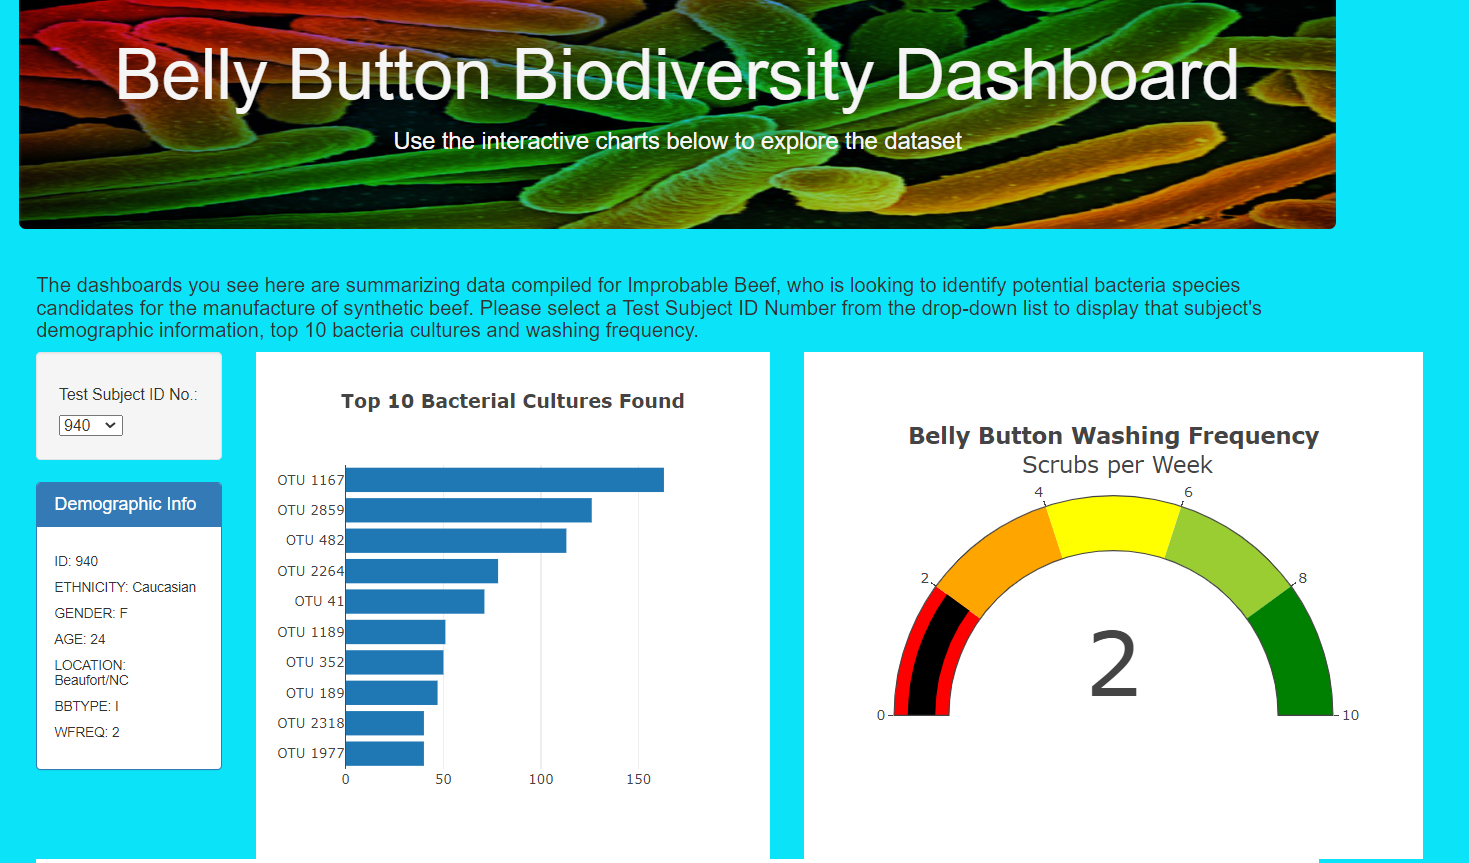 Belly Button Biodiversity Dashboard
Use the interactive charts below to explore the dataset
The dashboards you see here are summarizing data compiled for Improbable Beef, who is looking to identify potential bacteria species
candidates for the manufacture of synthetic beef. Please select a Test Subject ID Number from the drop-down list to display that subject's
demographic information, top 10 bacteria cultures and washing frequency.
Test Subject ID No.:
940
Demographic Info
ID: 940
ETHNICITY: Caucasian
GENDER: F
AGE: 24
LOCATION:
Beaufort/NC
BBTYPE: I
WFREQ: 2
Top 10 Bacterial Cultures Found
OTU 1167
OTU 2859
OTU 482
OTU 2264
OTU 41
OTU 1189
OTU 352
OTU 189
OTU 2318
OTU 1977
0 50 100 150
Belly Button Washing Frequency
Scrubs per Week
4 6
2 8
2
0 10